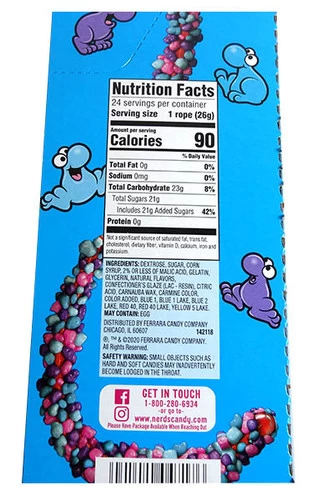 Nutrition Facts
24 servings per container
Serving size 1 rope (26g)
Amount per serving
Calories 90
% Daily Value
Total Fat 0g 0%
Sodium 0mg 0%
Total Carbohydrate 23g 8%
Total Sugars 21g
Includes 21g Added Sugars 42%
Protein 0g
Not a significant source of saturated fat, trans fat,
cholesterol, dietary fiber, vitamin D, calcium, iron and
potassium.
INGREDIENTS: DEXTROSE, SUGAR, CORN
SYRUP, 2% OR LESS OF MALIC ACID, GELATIN,
GLYCERIN, NATURAL FLAVORS,
CONFECTIONER'S GLAZE (LAC - RESIN), CITRIC
ACID, CARNAUBA WAX, CARMINE COLOR,
COLOR ADDED, BLUE 1, BLUE 1 LAKE, BLUE 2
LAKE, RED 40, RED 40 LAKE, YELLOW 5 LAKE.
MAY CONTAIN: EGG
DISTRIBUTED BY FERRARA CANDY COMPANY
CHICAGO, IL 60607 142118
®, ™ & ©2020 FERRARA CANDY COMPANY.
All Rights Reserved.
SAFETY WARNING: SMALL OBJECTS SUCH AS
HARD AND SOFT CANDIES MAY INADVERTENTLY
BECOME LODGED IN THE THROAT.
GET IN TOUCH
1-800-280-6934
-or go to-
www.nerdscandy.com
Please Have Package Available When Reaching Out